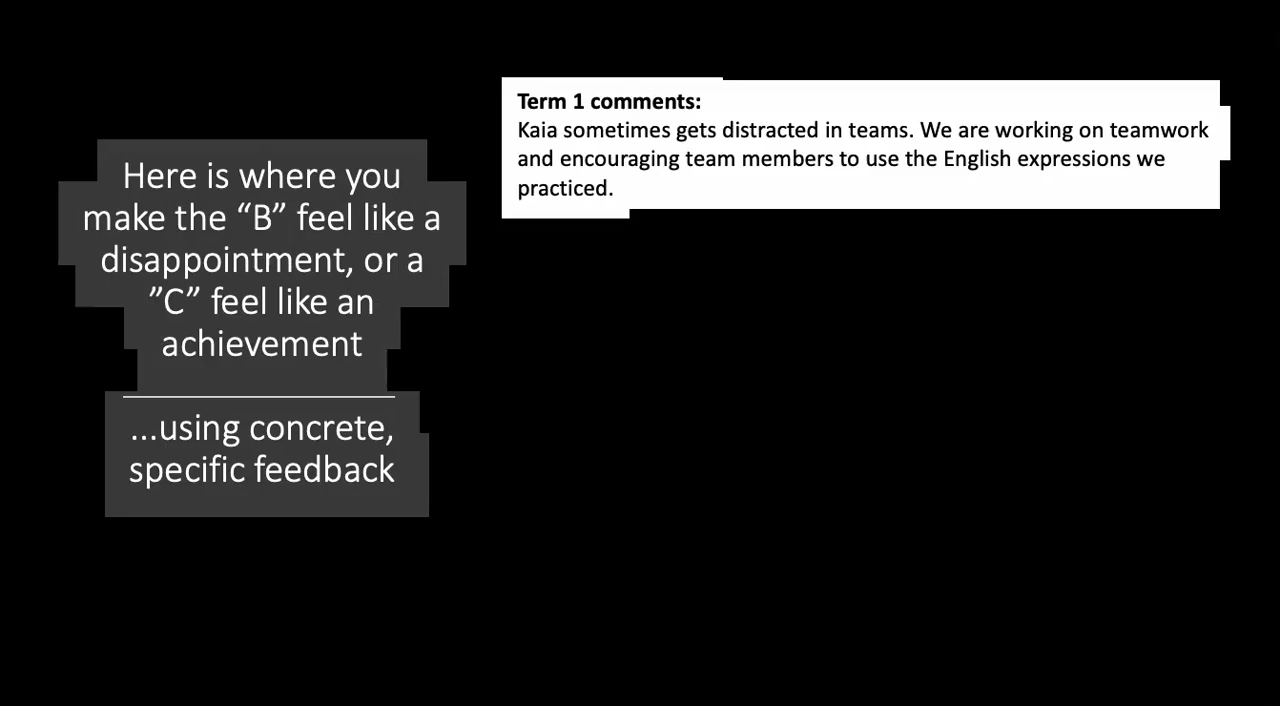 Here is where you
make the “B” feel like a
disappointment, or a
”C” feel like an
achievement
...using concrete,
specific feedback
Term 1 comments:
Kaia sometimes gets distracted in teams. We are working on teamwork
and encouraging team members to use the English expressions we
practiced.